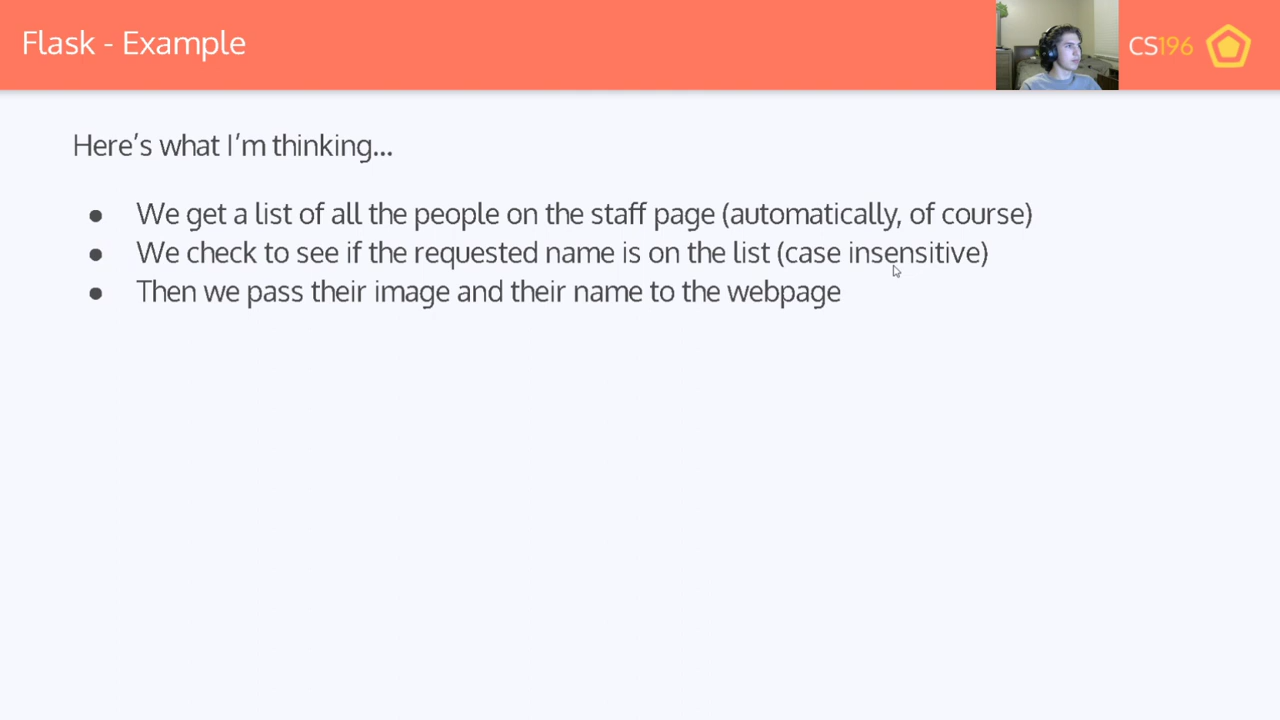 Flask - Example
CS196
Here's what I'm thinking...
● We get a list of all the people on the staff page (automatically, of course)
● We check to see if the requested name is on the list (case insensitive)
● Then we pass their image and their name to the webpage